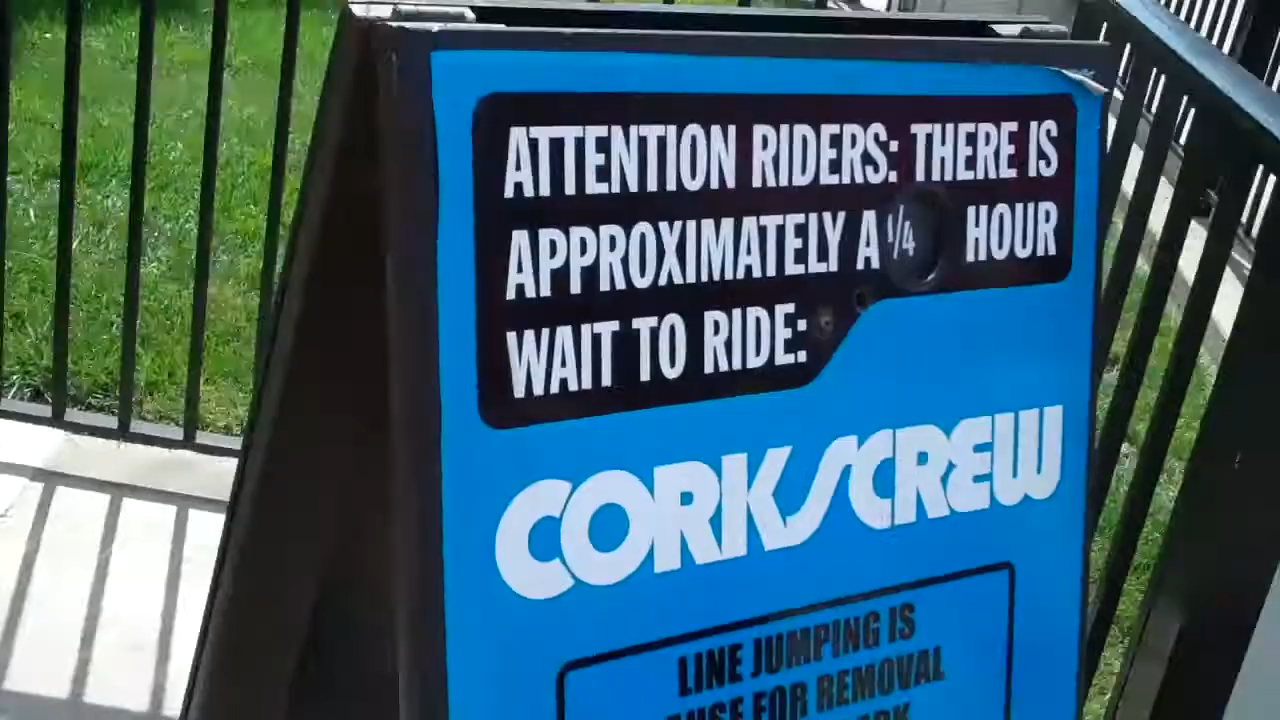 ATTENTION RIDERS: THERE IS
APPROXIMATELY A 1/4 HOUR
WAIT TO RIDE:
CORKSCREW
LINE JUMPING IS
FOR REMOVAL